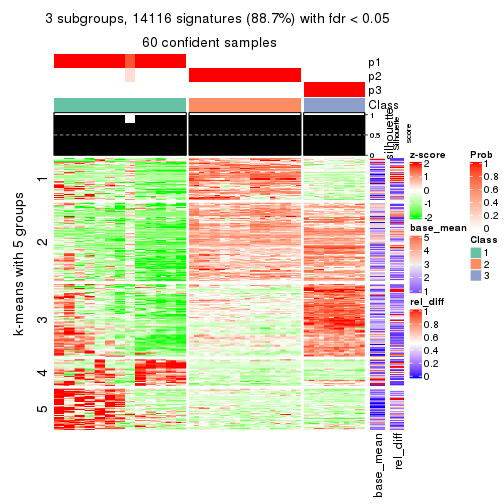 3 subgroups, 14116 signatures (88.7%) with fdr < 0.05
60 confident samples
p1
p2
p3
Class
1
0.5
0
silhouette
Silhouette
score
k-means with 5 groups
1
2
3
4
5
base_mean
rel_diff
z-score
2
1
0
-1
-2
base_mean
5
4
3
2
1
rel_diff
1
0.8
0.6
0.4
0.2
0
Prob
1
0.8
0.6
0.4
0.2
0
Class
1
2
3